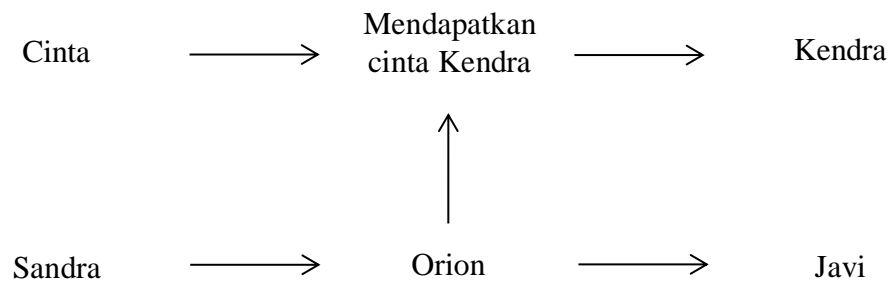 Cinta
Mendapatkan
cinta Kendra
Kendra
Sandra
Orion
Javi